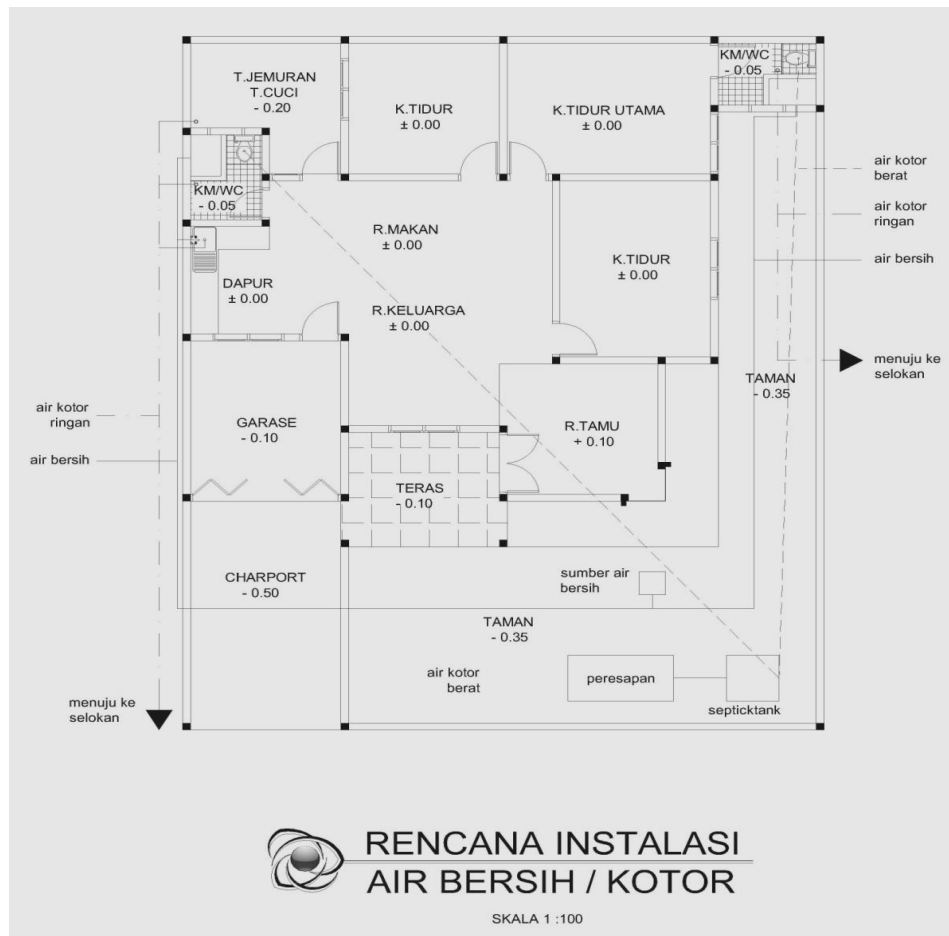 KM/WC
- 0.05
T.JEMURAN
T.CUCI
- 0.20
K.TIDUR
± 0.00
K.TIDUR UTAMA
± 0.00
air kotor
berat
KM/WC
- 0.05
air kotor
ringan
R.MAKAN
± 0.00
K.TIDUR
± 0.00
air bersih
DAPUR
± 0.00
R.KELUARGA
± 0.00
menuju ke
selokan
TAMAN
- 0.35
air kotor
ringan
GARASE
- 0.10
R.TAMU
+ 0.10
air bersih
TERAS
- 0.10
CHARPORT
- 0.50
sumber air
bersih
TAMAN
- 0.35
air kotor
berat
peresapan
menuju ke
selokan
septicktank
RENCANA INSTALASI
AIR BERSIH / KOTOR
SKALA 1 :100